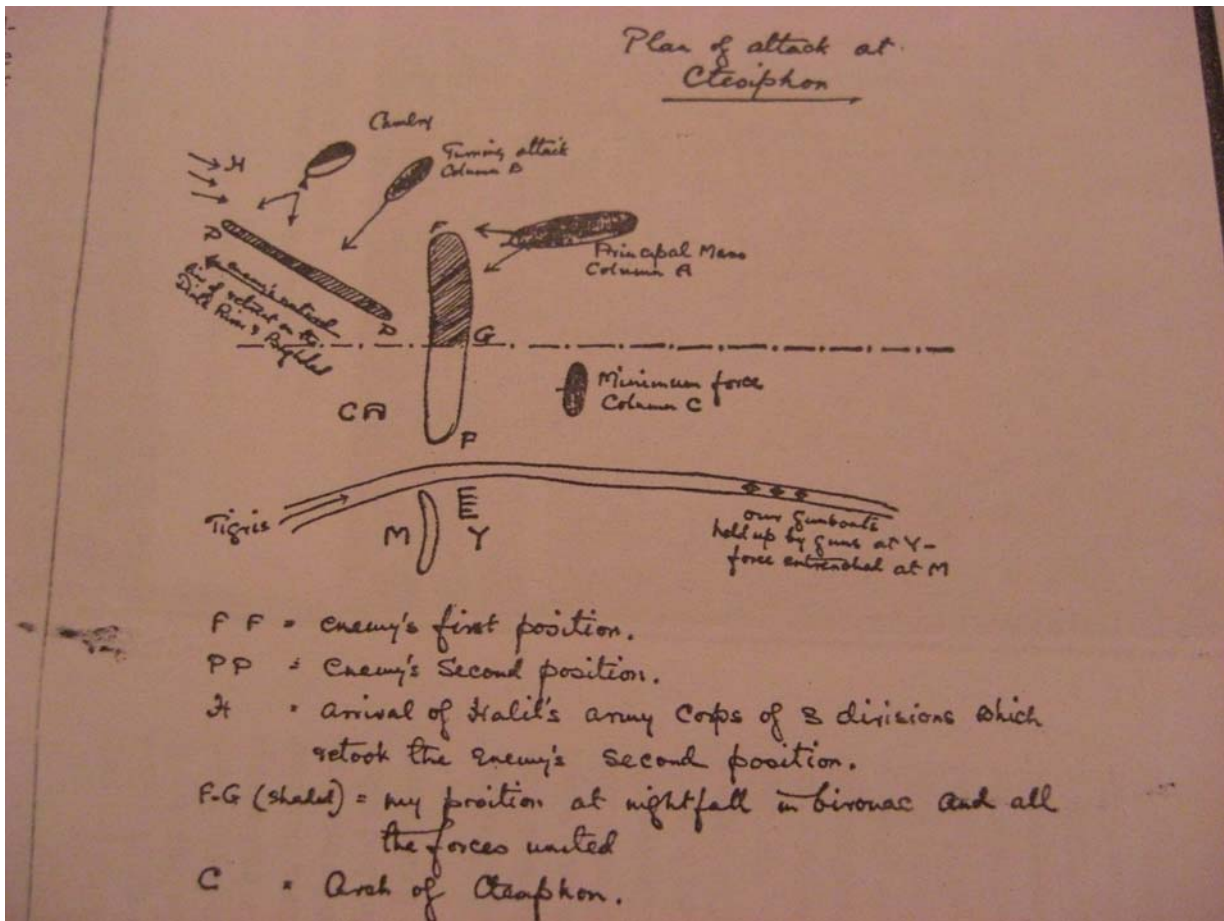 Plan of attack at
Ctesiphon
Cavalry
H
Turning attack
Column B
F
P
Principal Mass
Column A
enemy's natural
line of retreat on the
Diala River & Baghdad
P
G
Minimum force
Column C
C
F
Tigris
M
Y
our Gunboats
held up by guns at Y-
force entrenched at M
F F = enemy's first position.
PP = Enemy's Second position.
H = arrival of Halil's army Corps of 3 divisions which
retook the Enemy's Second position.
F-G (shaded) = my position at nightfall in bivouac and all
the forces united
C = Arch of Ctesiphon.